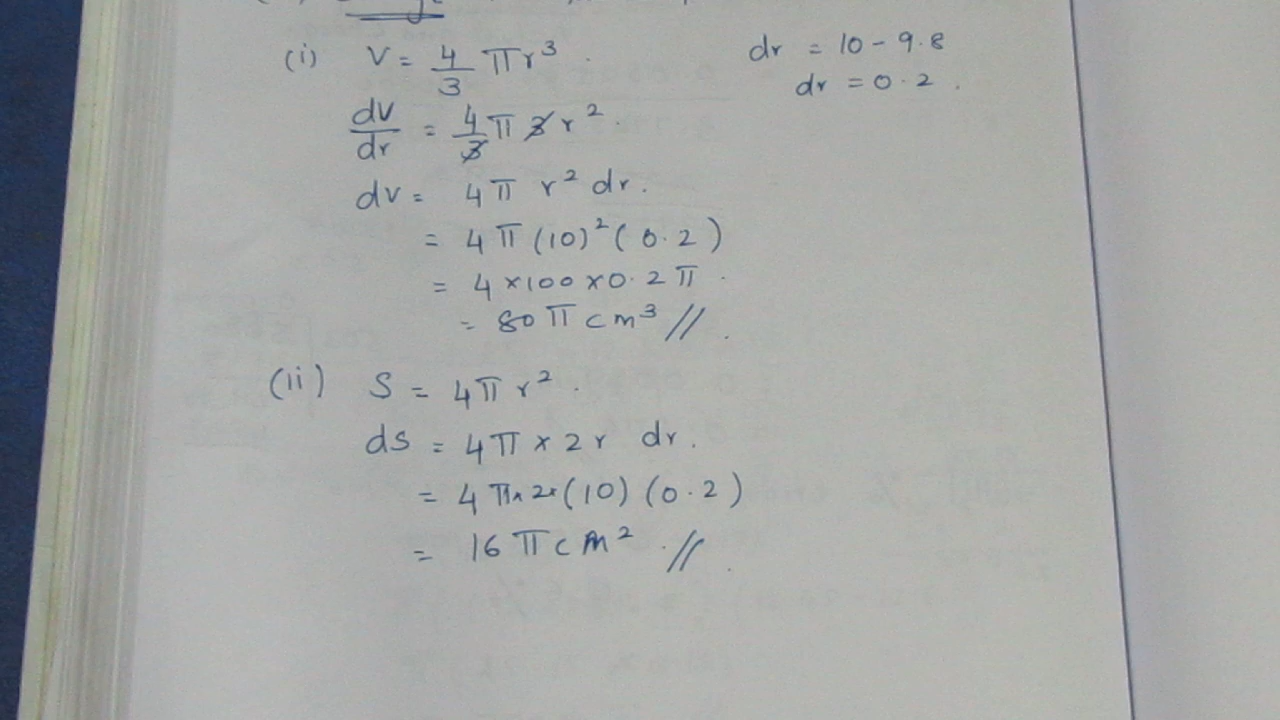 (i) V = 4/3 πr³.
dr = 10 - 9.8
dr = 0.2.
dV/dr = 4/3 π 3 r².
dv = 4π r² dr.
= 4π (10)² (0.2)
= 4 × 100 × 0.2 π.
= 80 π cm³ //.
(ii) S = 4π r².
ds = 4π × 2r dr.
= 4 π × 2 × (10) (0.2)
= 16 π cm². //.